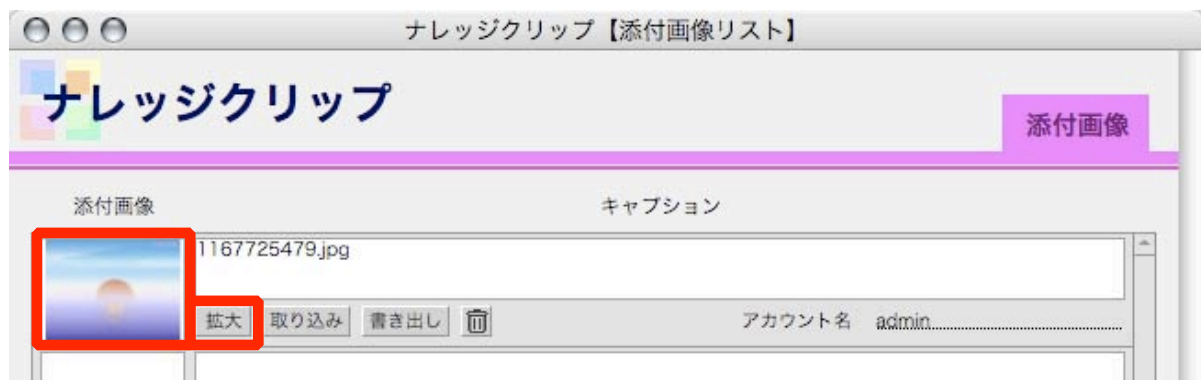 ナレッジクリップ【添付画像リスト】
ナレッジクリップ
添付画像
添付画像 キャプション
1167725479.jpg
拡大 取り込み 書き出し アカウント名 admin